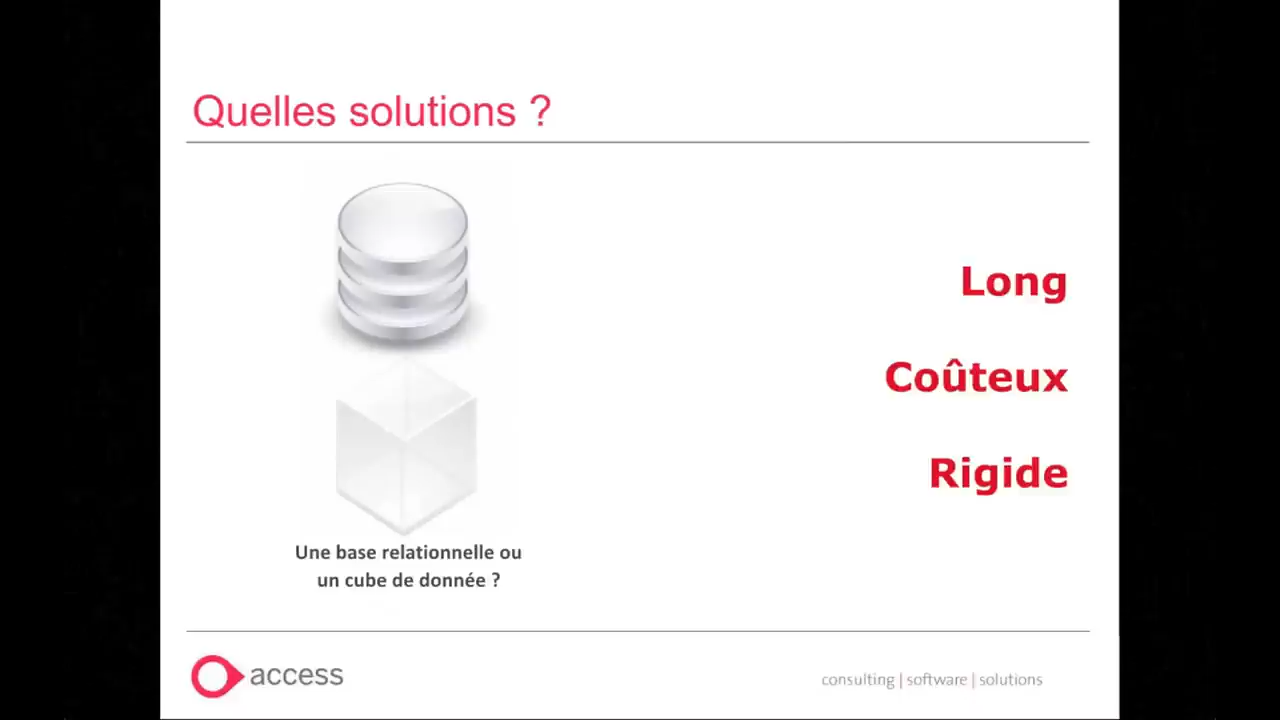 Quelles solutions ?
Long
Coûteux
Rigide
Une base relationnelle ou
un cube de donnée ?
access
consulting | software | solutions